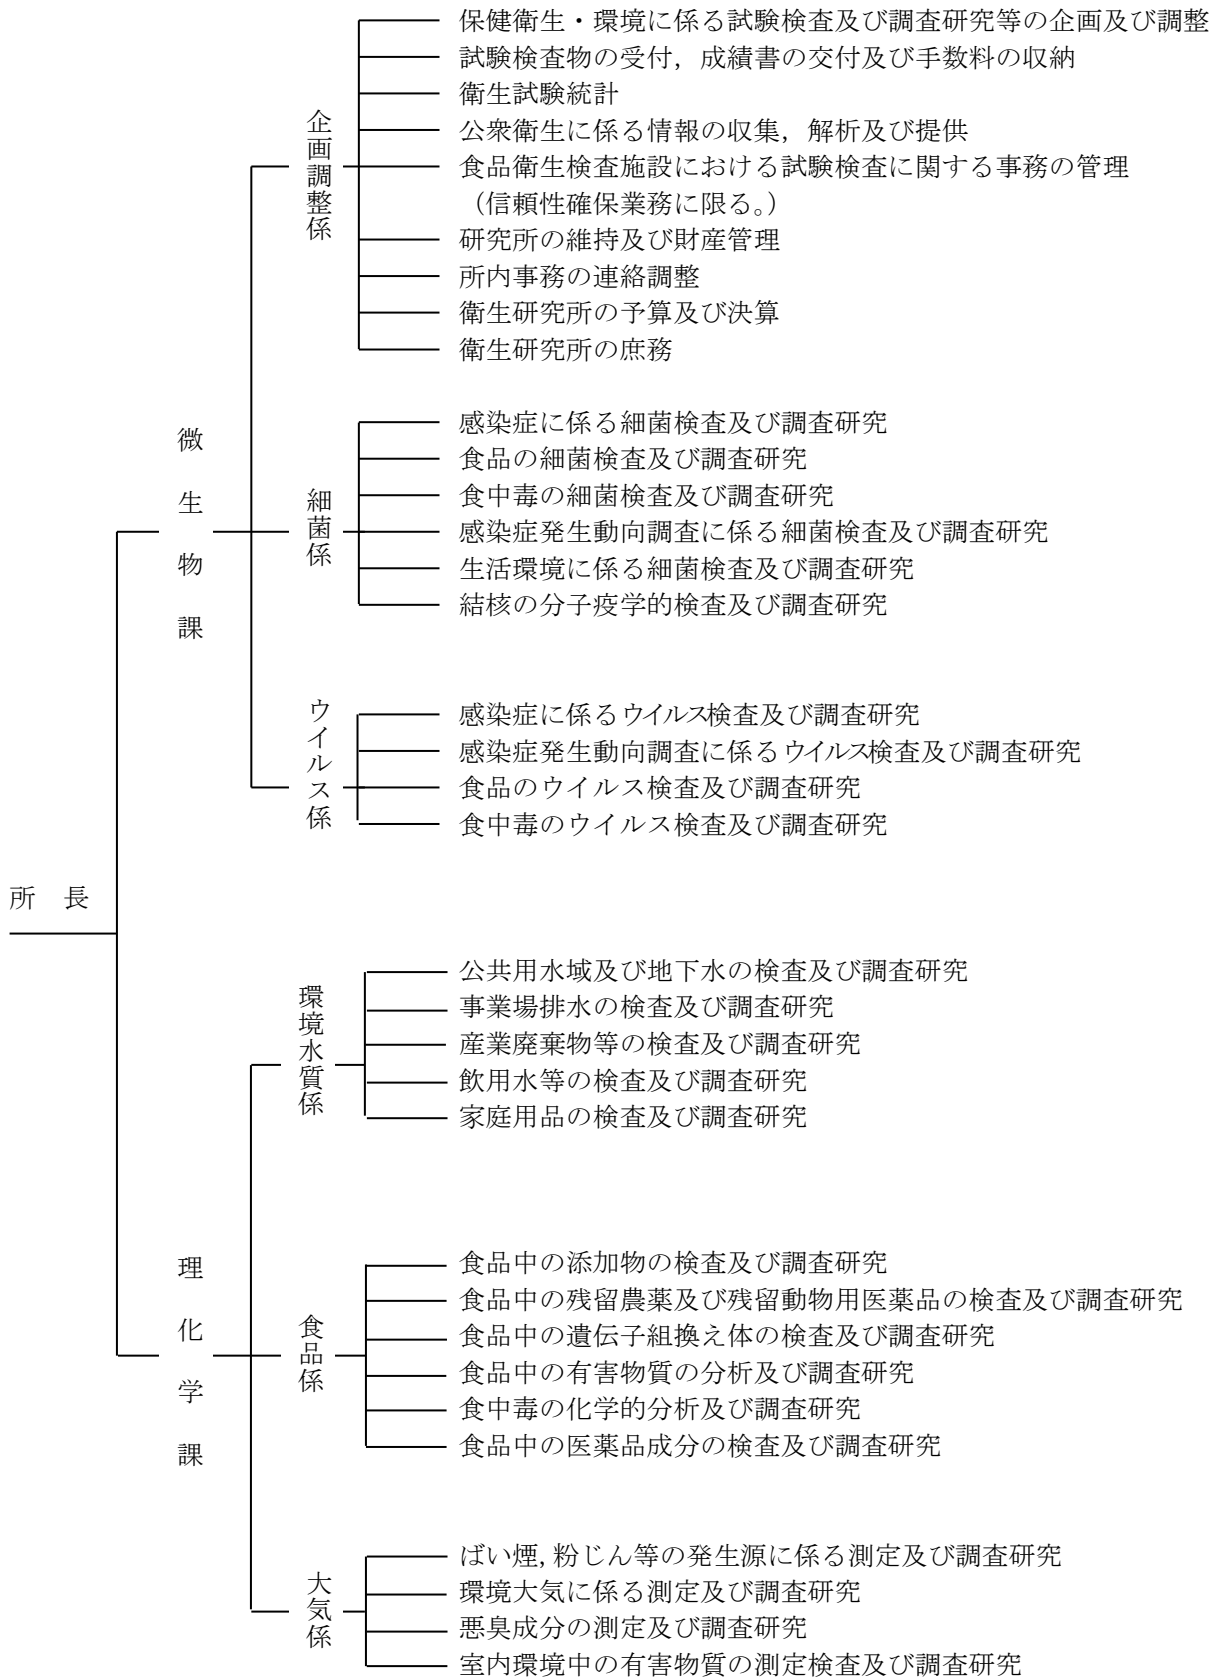 所 長
微生物課
企画調整係
保健衛生・環境に係る試験検査及び調査研究等の企画及び調整
試験検査物の受付，成績書の交付及び手数料の収納
衛生試験統計
公衆衛生に係る情報の収集，解析及び提供
食品衛生検査施設における試験検査に関する事務の管理
（信頼性確保業務に限る。）
研究所の維持及び財産管理
所内事務の連絡調整
衛生研究所の予算及び決算
衛生研究所の庶務
細菌係
感染症に係る細菌検査及び調査研究
食品の細菌検査及び調査研究
食中毒の細菌検査及び調査研究
感染症発生動向調査に係る細菌検査及び調査研究
生活環境に係る細菌検査及び調査研究
結核の分子疫学的検査及び調査研究
ウイルス係
感染症に係るウイルス検査及び調査研究
感染症発生動向調査に係るウイルス検査及び調査研究
食品のウイルス検査及び調査研究
食中毒のウイルス検査及び調査研究
理化学課
環境水質係
公共用水域及び地下水の検査及び調査研究
事業場排水の検査及び調査研究
産業廃棄物等の検査及び調査研究
飲用水等の検査及び調査研究
家庭用品の検査及び調査研究
食品係
食品中の添加物の検査及び調査研究
食品中の残留農薬及び残留動物用医薬品の検査及び調査研究
食品中の遺伝子組換え体の検査及び調査研究
食品中の有害物質の分析及び調査研究
食中毒の化学的分析及び調査研究
食品中の医薬品成分の検査及び調査研究
大気係
ばい煙，粉じん等の発生源に係る測定及び調査研究
環境大気に係る測定及び調査研究
悪臭成分の測定及び調査研究
室内環境中の有害物質の測定検査及び調査研究